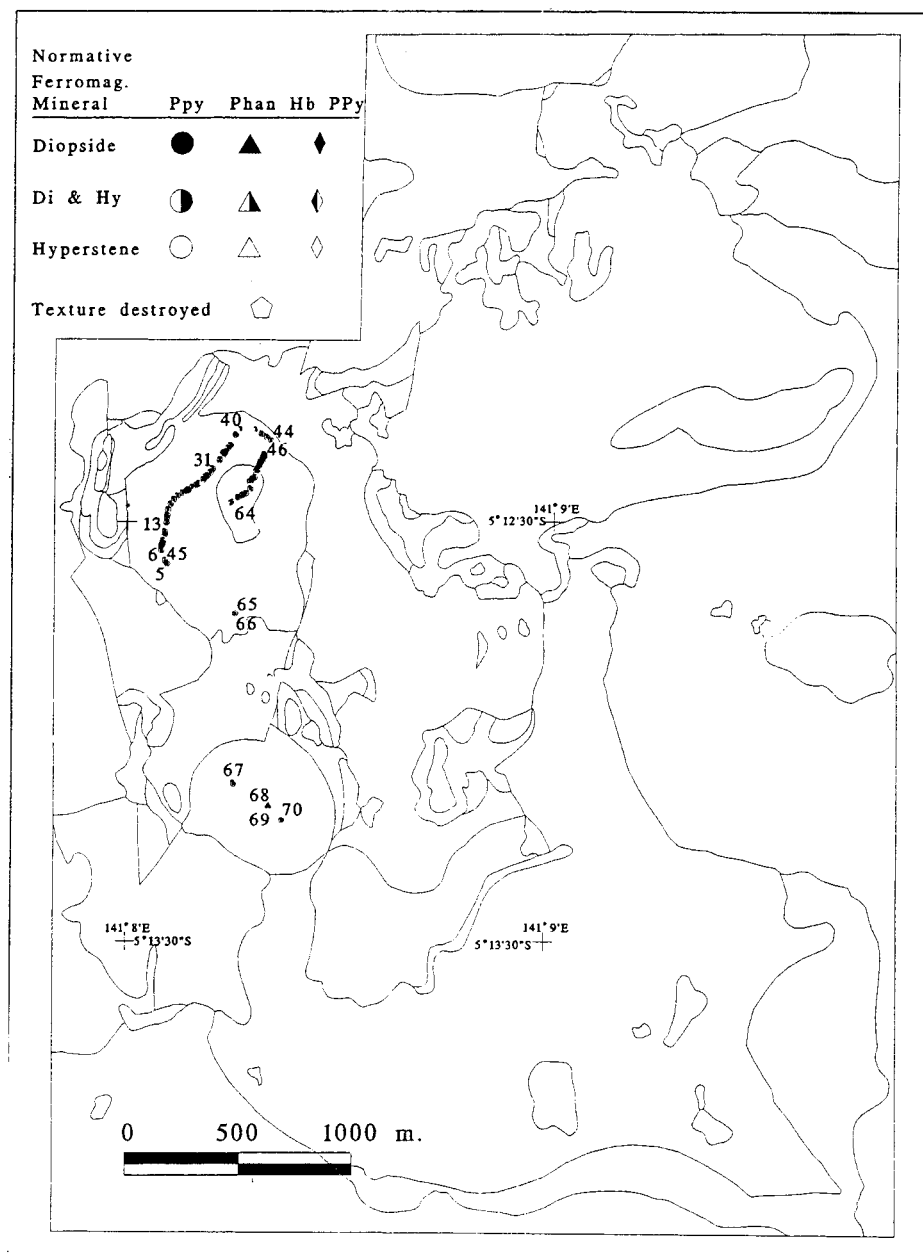 Normative
Ferromag.
Mineral Ppy Phan Hb PPy
Diopside
Di & Hy
Hyperstene
Texture destroyed
40
44
46
31
64
13
141° 9'E
5° 12'30"S
6
45
5
65
66
67
68
70
69
141° 8'E
5° 13'30"S
141° 9'E
5° 13'30"S
0 500 1000 m.